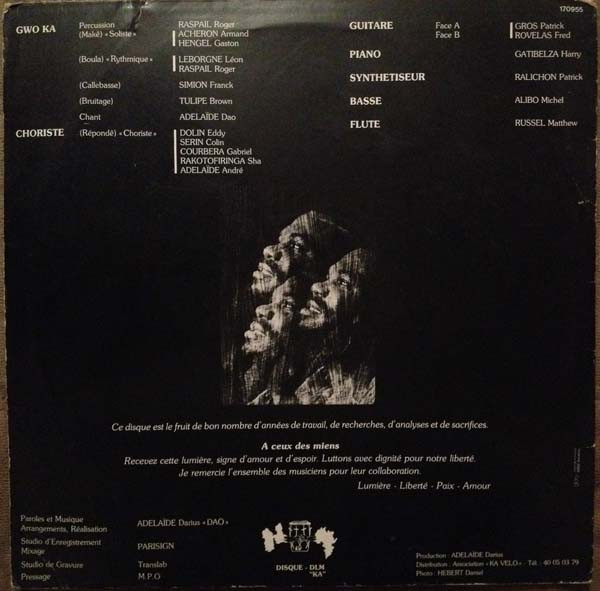 170955
GWO KA Percussion RASPAIL Roger
(Makè) «Soliste» ACHERON Armand
HENGEL Gaston
(Boula) «Rythmique» LEBORGNE Léon
RASPAIL Roger
(Callebasse) SIMION Franck
(Bruitage) TULIPE Brown
Chant ADELAÏDE Dao
CHORISTE (Répondè) «Choriste» DOLIN Eddy
SERIN Colin
COURBERA Gabriel
RAKOTOFIRINGA Sha
ADELAÏDE André
GUITARE Face A GROS Patrick
Face B ROVELAS Fred
PIANO GATIBELZA Harry
SYNTHETISEUR RALICHON Patrick
BASSE ALIBO Michel
FLUTE RUSSEL Matthew
Ce disque est le fruit de bon nombre d'années de travail, de recherches, d'analyses et de sacrifices.
A ceux des miens
Recevez cette lumière, signe d'amour et d'espoir. Luttons avec dignité pour notre liberté.
Je remercie l'ensemble des musiciens pour leur collaboration.
Lumière - Liberté - Paix - Amour
Paroles et Musique
Arrangements, Réalisation ADELAÏDE Darius «DAO»
Studio d'Enregistrement
Mixage PARISIGN
Studio de Gravure Translab
Pressage M.P.O
DISQUE - DLM
"KA"
Production : ADELAÏDE Darius
Distribution : Association «KA VELO» - Tél : 40 05 03 79
Photo : HEBERT Daniel